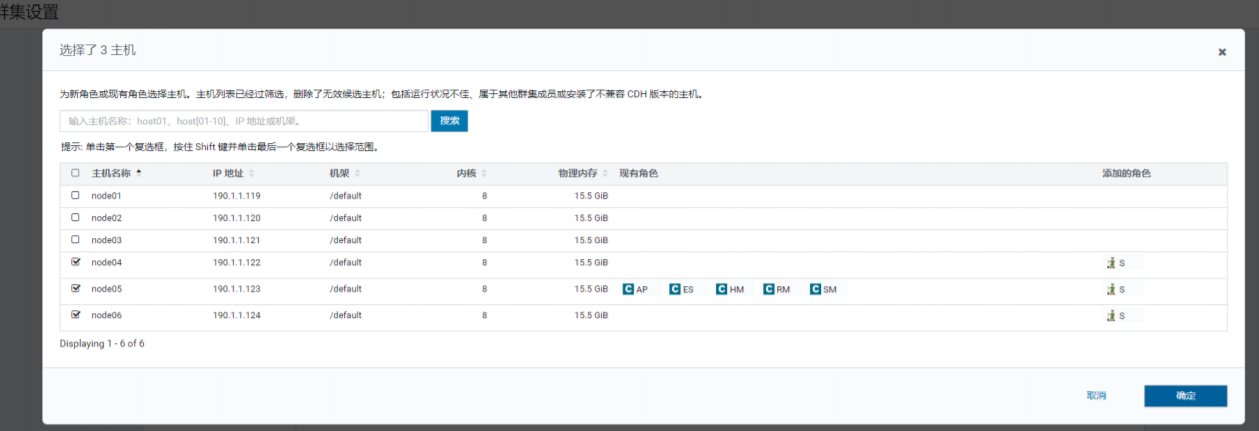 群集设置
选择了 3 主机
为新角色或现有角色选择主机。主机列表已经过筛选，删除了无效候选主机；包括运行状况不佳、属于其他群集成员或安装了不兼容 CDH 版本的主机。
输入主机名称：host01、host[01-10]、IP 地址或机架。 搜索
提示: 单击第一个复选框，按住 Shift 键并单击最后一个复选框以选择范围。
主机名称 IP 地址 机架 内核 物理内存 现有角色 添加的角色
node01 190.1.1.119 /default 8 15.5 GiB
node02 190.1.1.120 /default 8 15.5 GiB
node03 190.1.1.121 /default 8 15.5 GiB
node04 190.1.1.122 /default 8 15.5 GiB S
node05 190.1.1.123 /default 8 15.5 GiB C AP C ES C HM C RM C SM S
node06 190.1.1.124 /default 8 15.5 GiB S
Displaying 1 - 6 of 6
取消 确定